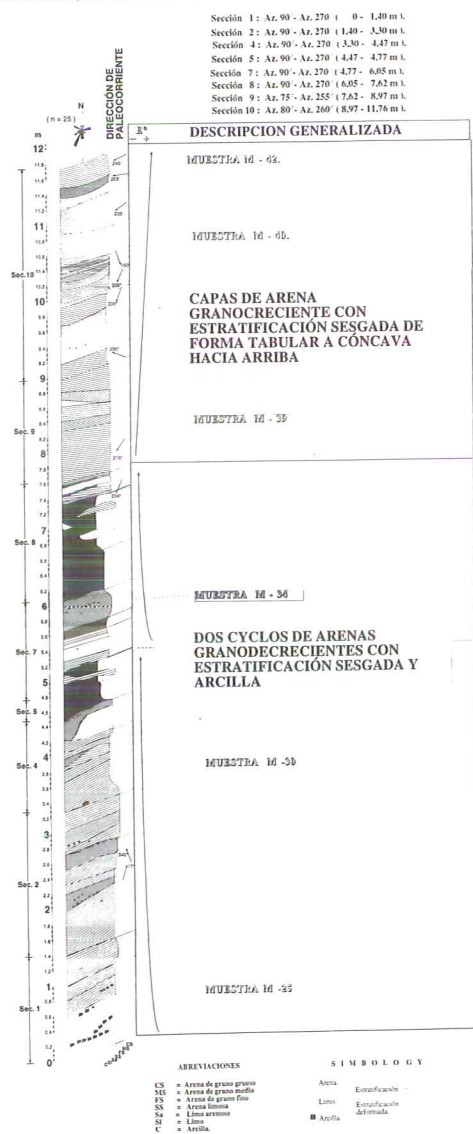 Sección 1 : Az. 90 - Az. 270 ( 0 - 1,40 m ).
Sección 2 : Az. 90 - Az. 270 ( 1,40 - 3,30 m ).
Sección 4 : Az. 90 - Az. 270 ( 3,30 - 4,47 m ).
Sección 5 : Az. 90 - Az. 270 ( 4,47 - 4,77 m ).
Sección 7 : Az. 90 - Az. 270 ( 4,77 - 6,05 m ).
Sección 8 : Az. 90 - Az. 270 ( 6,05 - 7,62 m ).
Sección 9 : Az. 75 - Az. 255 ( 7,62 - 8,97 m ).
Sección 10 : Az. 80 - Az. 260 ( 8,97 - 11,76 m ).
N
( n = 25 )
m
DIRECCIÓN DE
PALEOCORRIENTE
DESCRIPCION GENERALIZADA
12
11
10
9
8
7
6
5
4
3
2
1
0
Sec.10
Sec. 9
Sec. 8
Sec. 7
Sec. 5
Sec. 4
Sec. 2
Sec. 1
MUESTRA M - 42.
MUESTRA M - 40.
CAPAS DE ARENA
GRANOCRECIENTE CON
ESTRATIFICACIÓN SESGADA DE
FORMA TABULAR A CÓNCAVA
HACIA ARRIBA
MUESTRA M - 39
MUESTRA M - 34
DOS CYCLOS DE ARENAS
GRANODECRECIENTES CON
ESTRATIFICACIÓN SESGADA Y
ARCILLA
MUESTRA M -30
MUESTRA M -25
ABREVIACIONES
CS = Arena de grano grueso
MS = Arena de grano medio
FS = Arena de grano fino
SS = Arena limosa
Sa = Limo arenoso
SI = Limo
C = Arcilla.
SIMBOLOGY
Arena
Limo
Arcilla
Estratificación
Estratificación
deformada